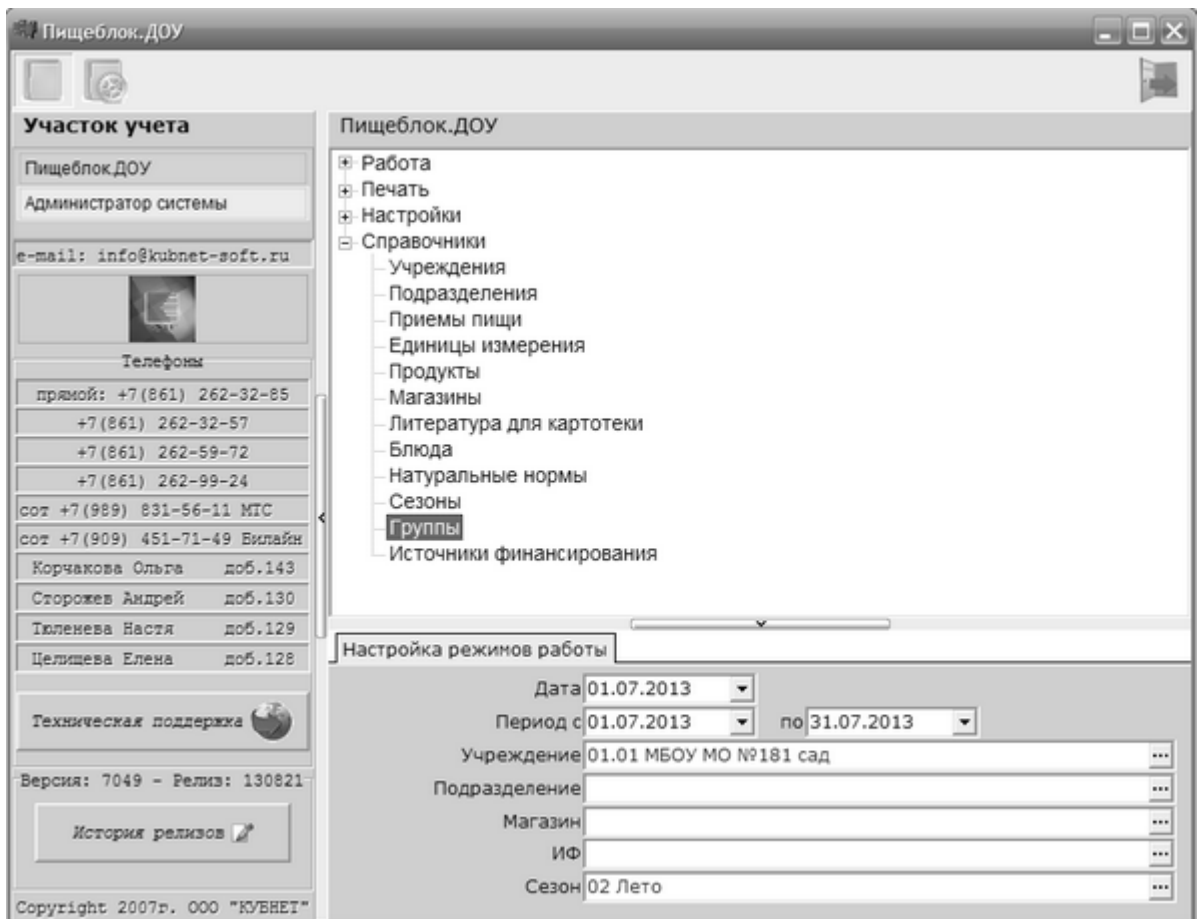 Пищеблок.ДОУ
Участок учета
Пищеблок.ДОУ
Администратор системы
e-mail: info@kubnet-soft.ru
Телефоны
прямой: +7(861) 262-32-85
+7(861) 262-32-57
+7(861) 262-59-72
+7(861) 262-99-24
сот +7(989) 831-56-11 МТС
сот +7(909) 451-71-49 Билайн
Корчакова Ольга доб.143
Сторожев Андрей доб.130
Тюленева Настя доб.129
Целищева Елена доб.128
Техническая поддержка
Версия: 7049 - Релиз: 130821
История релизов
Copyright 2007г. ООО "КУБНЕТ"
Пищеблок.ДОУ
Работа
Печать
Настройки
Справочники
Учреждения
Подразделения
Приемы пищи
Единицы измерения
Продукты
Магазины
Литература для картотеки
Блюда
Натуральные нормы
Сезоны
Группы
Источники финансирования
Настройка режимов работы
Дата 01.07.2013
Период с 01.07.2013 по 31.07.2013
Учреждение 01.01 МБОУ МО №181 сад
Подразделение
Магазин
ИФ
Сезон 02 Лето